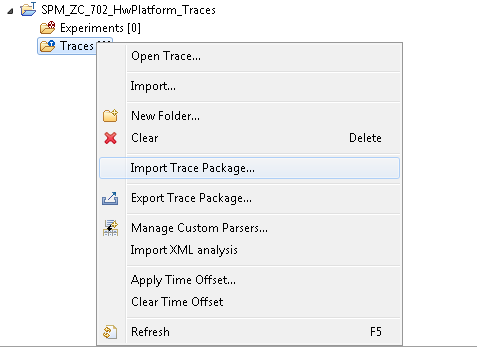 SPM_ZC_702_HwPlatform_Traces
Experiments [0]
Traces
Open Trace...
Import...
New Folder...
Clear Delete
Import Trace Package...
Export Trace Package...
Manage Custom Parsers...
Import XML analysis
Apply Time Offset...
Clear Time Offset
Refresh F5